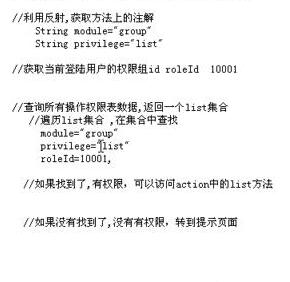 //利用反射,获取方法上的注解
String module="group"
String privilege="list"
//获取当前登陆用户的权限组id roleId 10001
//查询所有操作权限表数据,返回一个list集合
//遍历list集合 ,在集合中查找
module="group"
privilege="list"
roleId=10001,
//如果找到了,有权限，可以访问action中的list方法
//如果没有找到了,没有有权限，转到提示页面